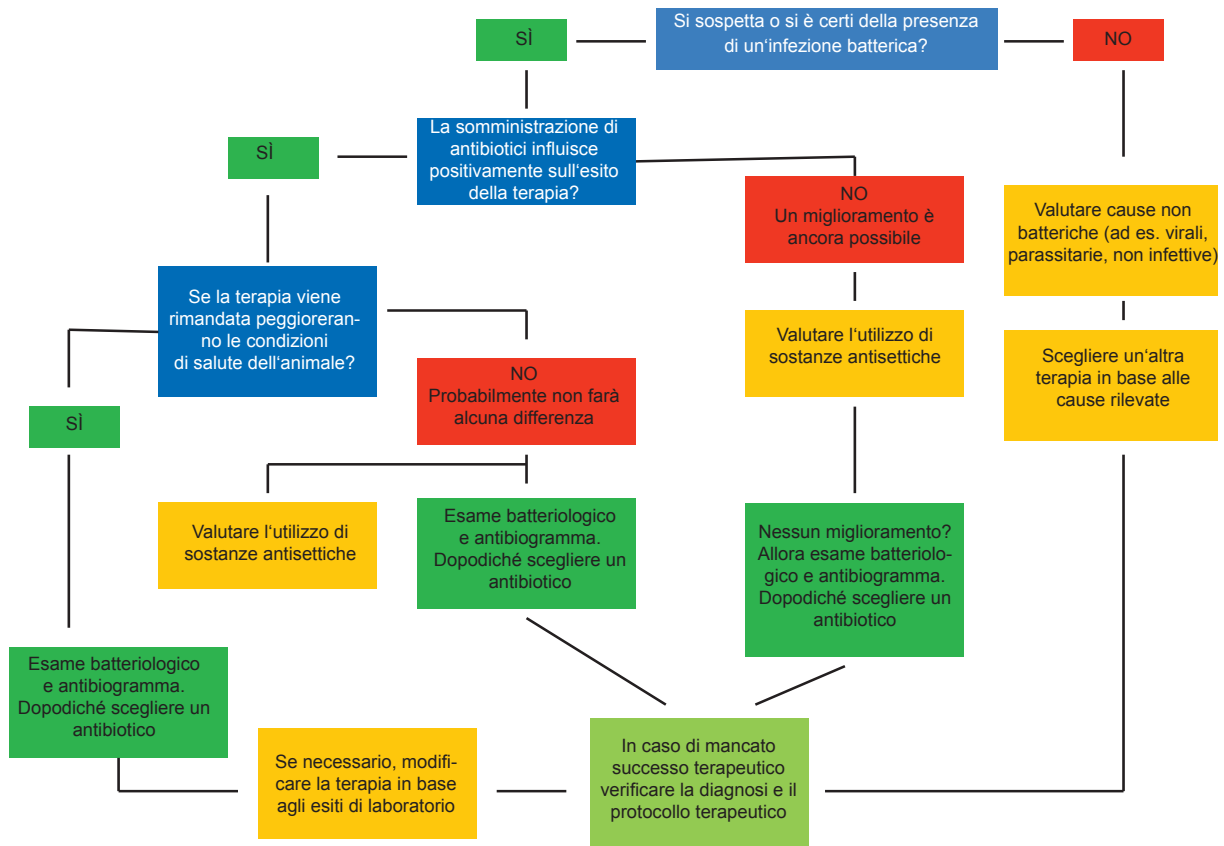 SÌ
Si sospetta o si è certi della presenza
di un‘infezione batterica?
NO
La somministrazione di
antibiotici influisce
positivamente sull‘esito
della terapia?
SÌ
NO
Un miglioramento è
ancora possibile
Valutare cause non
batteriche (ad es. virali,
parassitarie, non infettive)
Se la terapia viene
rimandata peggioreran-
no le condizioni
di salute dell‘animale?
Valutare l‘utilizzo di
sostanze antisettiche
Scegliere un‘altra
terapia in base alle
cause rilevate
NO
Probabilmente non farà
alcuna differenza
SÌ
Valutare l‘utilizzo di
sostanze antisettiche
Esame batteriologico
e antibiogramma.
Dopodiché scegliere un
antibiotico
Nessun miglioramento?
Allora esame batteriolo-
gico e antibiogramma.
Dopodiché scegliere un
antibiotico
Esame batteriologico
e antibiogramma.
Dopodiché scegliere un
antibiotico
Se necessario, modifi-
care la terapia in base
agli esiti di laboratorio
In caso di mancato
successo terapeutico
verificare la diagnosi e il
protocollo terapeutico